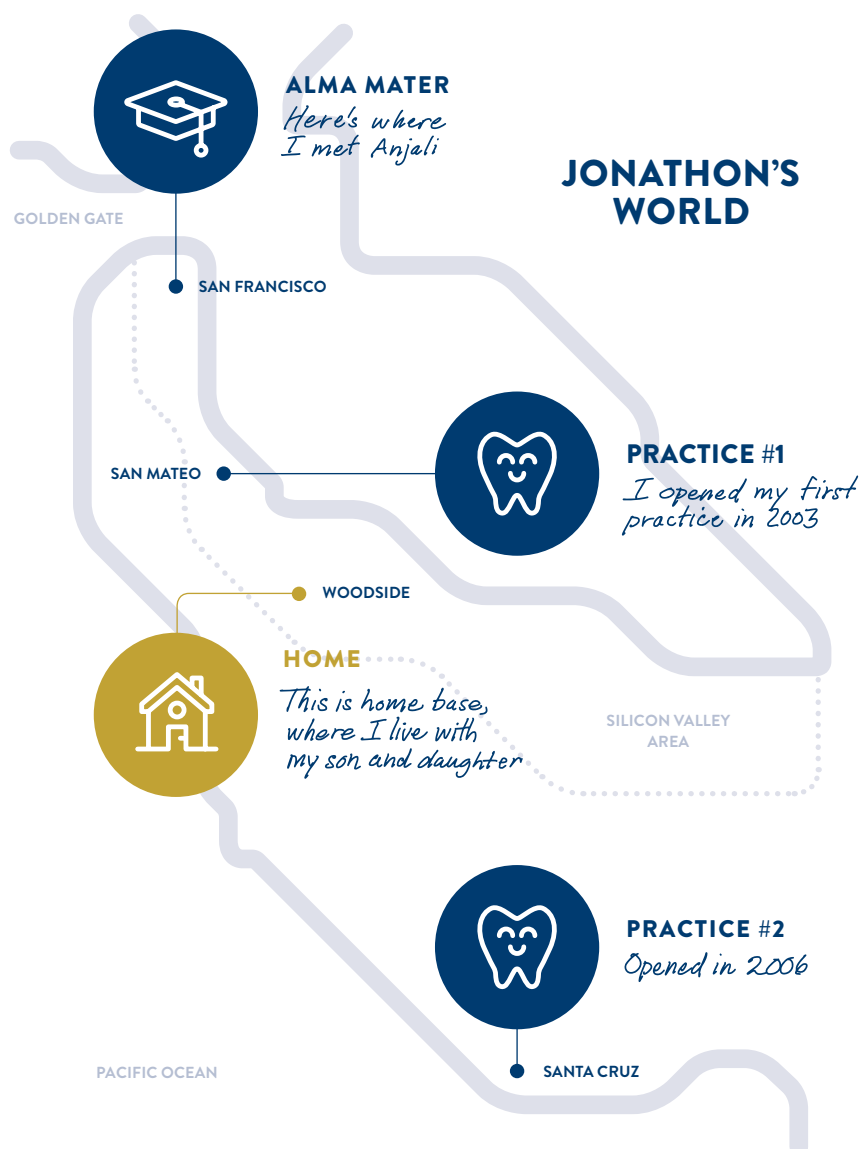 ALMA MATER
Here's where
I met Anjali
JONATHON'S
WORLD
GOLDEN GATE
SAN FRANCISCO
SAN MATEO
PRACTICE #1
I opened my first
practice in 2003
WOODSIDE
HOME
This is home base,
where I live with
my son and daughter
SILICON VALLEY
AREA
PRACTICE #2
Opened in 2006
SANTA CRUZ
PACIFIC OCEAN